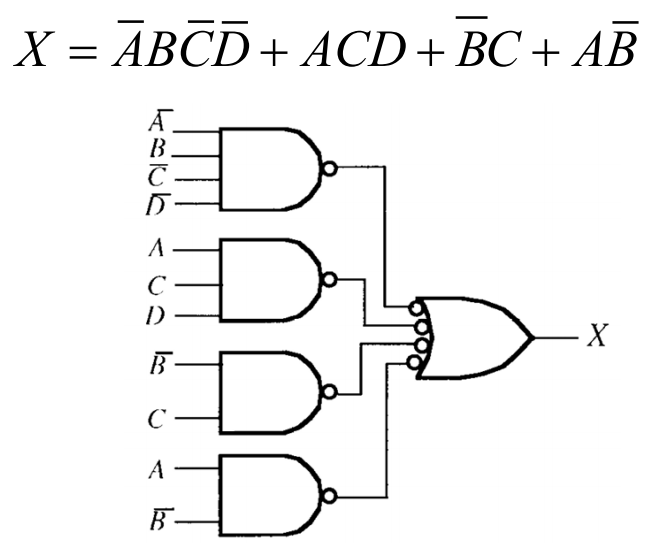 X = A̅BC̅D̅ + ACD + B̅C + AB̅
A̅
B
C̅
D̅
A
C
D
B̅
C
A
B̅
X